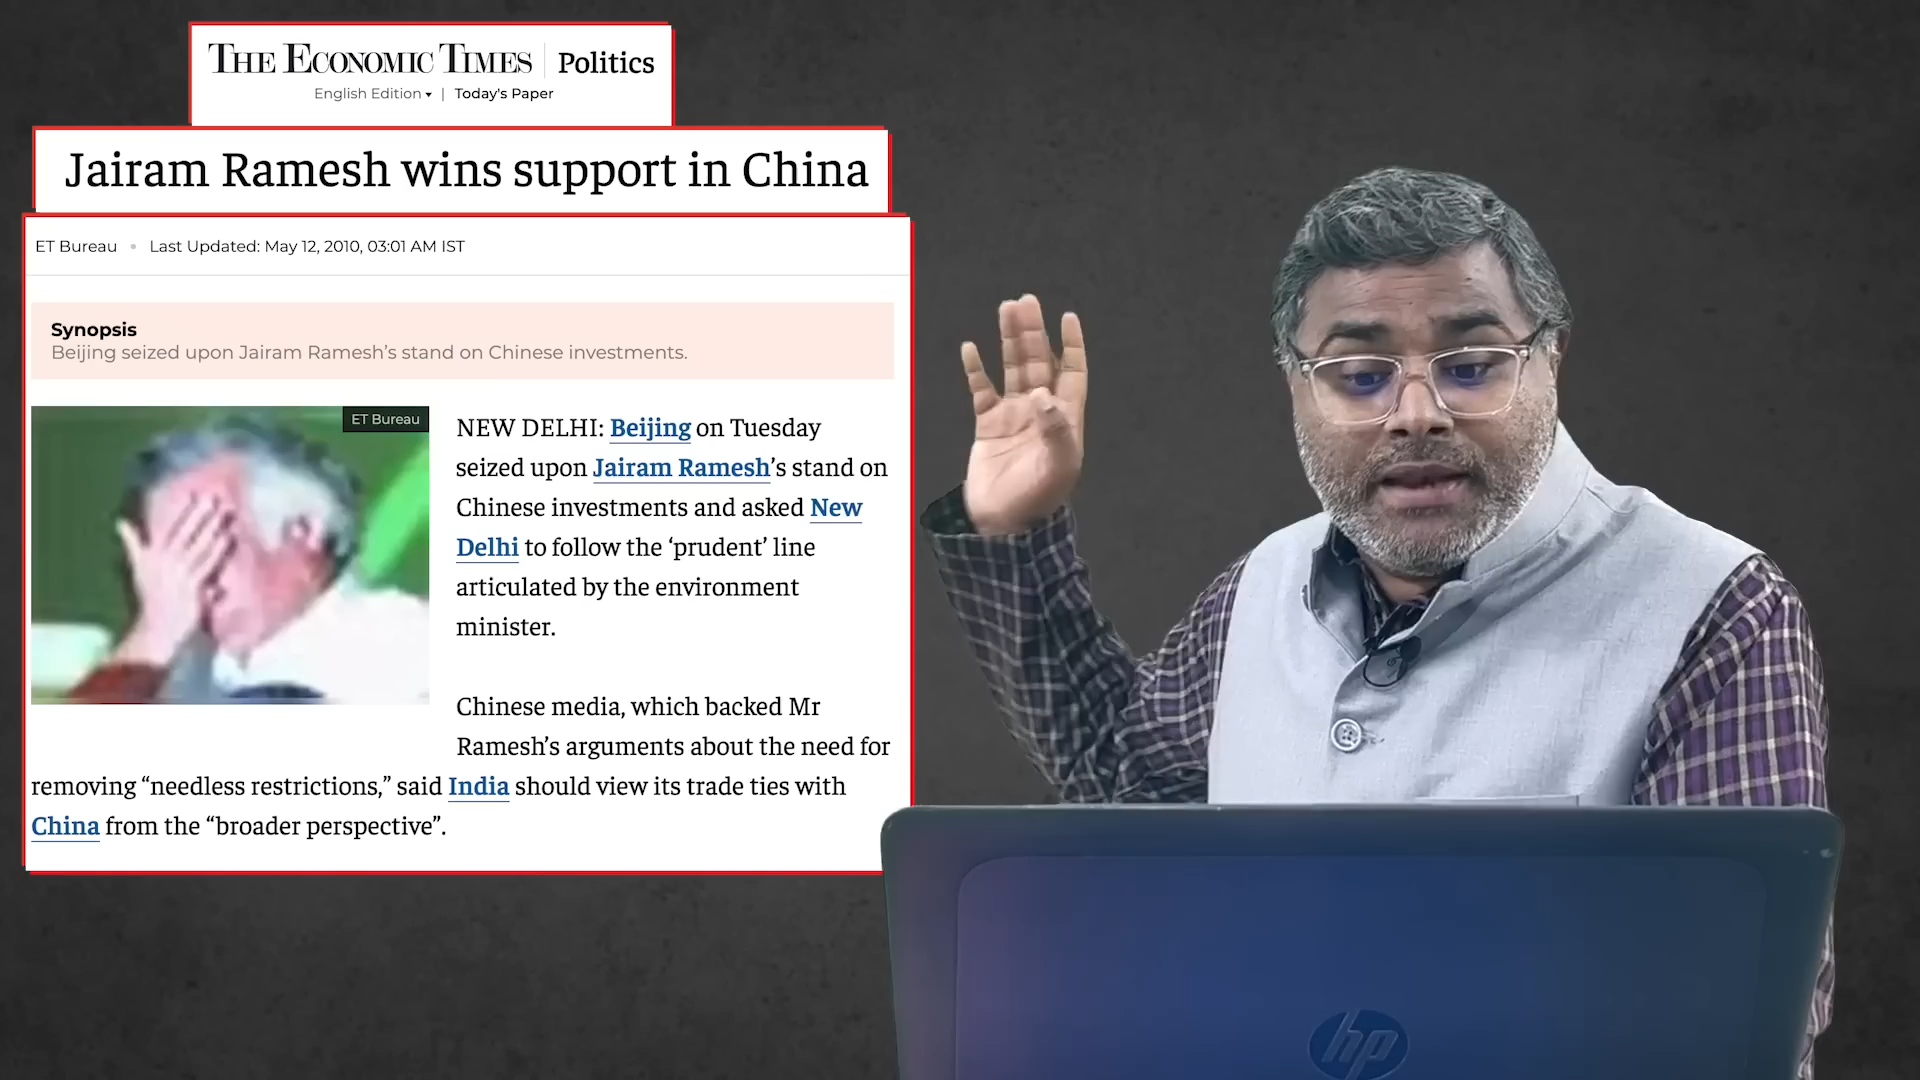 THE ECONOMIC TIMES | Politics
English Edition ▾ | Today's Paper
Jairam Ramesh wins support in China
ET Bureau • Last Updated: May 12, 2010, 03:01 AM IST
Synopsis
Beijing seized upon Jairam Ramesh’s stand on Chinese investments.
ET Bureau
NEW DELHI: Beijing on Tuesday
seized upon Jairam Ramesh’s stand on
Chinese investments and asked New
Delhi to follow the ‘prudent’ line
articulated by the environment
minister.
Chinese media, which backed Mr
Ramesh’s arguments about the need for
removing “needless restrictions,” said India should view its trade ties with
China from the “broader perspective”.
hp